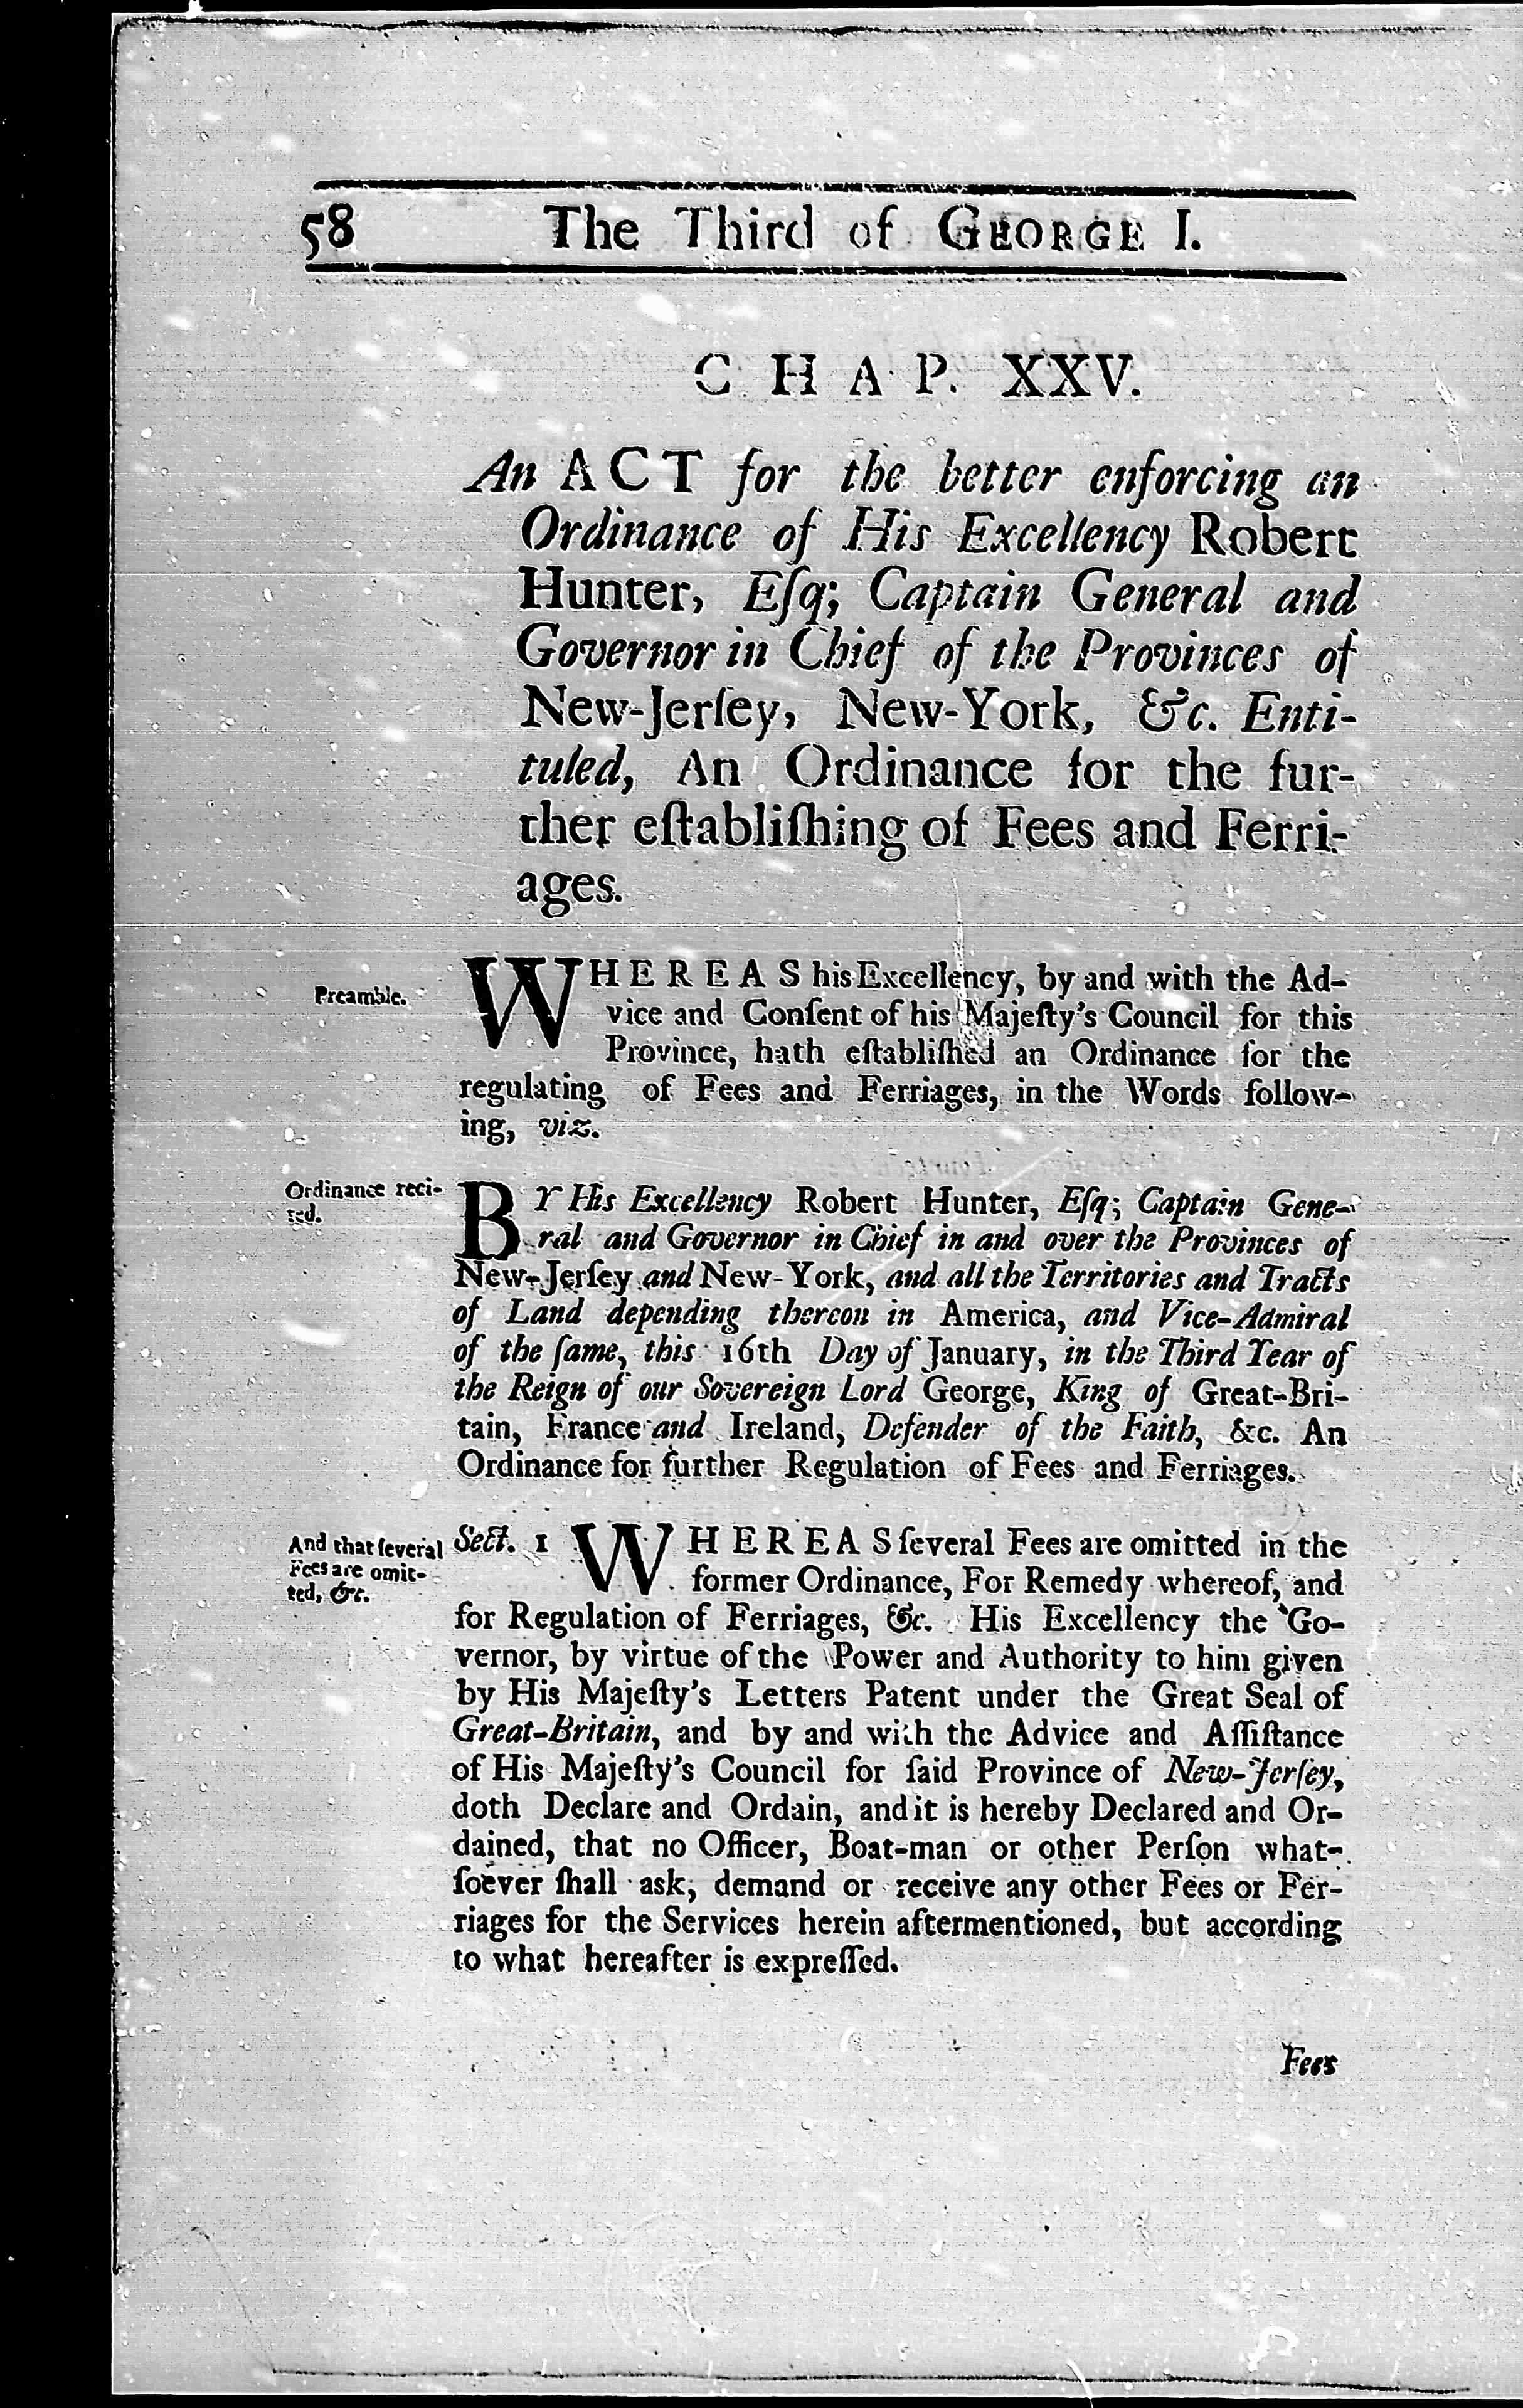 58 The Third of GEORGE I.
CHAP. XXV.
An ACT for the better enforcing an
Ordinance of His Excellency Robert
Hunter, Eſq; Captain General and
Governor in Chief of the Provinces of
New-Jerſey, New-York, &c. Enti-
tuled, An Ordinance for the fur-
ther eſtabliſhing of Fees and Ferri-
ages.
Preamble.
WHEREAS his Excellency, by and with the Ad-
vice and Conſent of his Majeſty's Council for this
Province, hath eſtabliſhed an Ordinance for the
regulating of Fees and Ferriages, in the Words follow-
ing, viz.
Ordinance reci-
ted.
BY His Excellency Robert Hunter, Eſq; Captain Gene-
ral and Governor in Chief in and over the Provinces of
New-Jerſey and New-York, and all the Territories and Tracts
of Land depending thereon in America, and Vice-Admiral
of the ſame, this 16th Day of January, in the Third Year of
the Reign of our Sovereign Lord George, King of Great-Bri-
tain, France and Ireland, Defender of the Faith, &c. An
Ordinance for further Regulation of Fees and Ferriages.
And that ſeveral
Fees are omit-
ted, &c.
Sect. 1 WHEREAS ſeveral Fees are omitted in the
former Ordinance, For Remedy whereof, and
for Regulation of Ferriages, &c. His Excellency the Go-
vernor, by virtue of the Power and Authority to him given
by His Majeſty's Letters Patent under the Great Seal of
Great-Britain, and by and with the Advice and Aſſiſtance
of His Majeſty's Council for ſaid Province of New-Jerſey,
doth Declare and Ordain, and it is hereby Declared and Or-
dained, that no Officer, Boat-man or other Perſon what-
ſoever ſhall ask, demand or receive any other Fees or Fer-
riages for the Services herein aftermentioned, but according
to what hereafter is expreſſed.
Fees